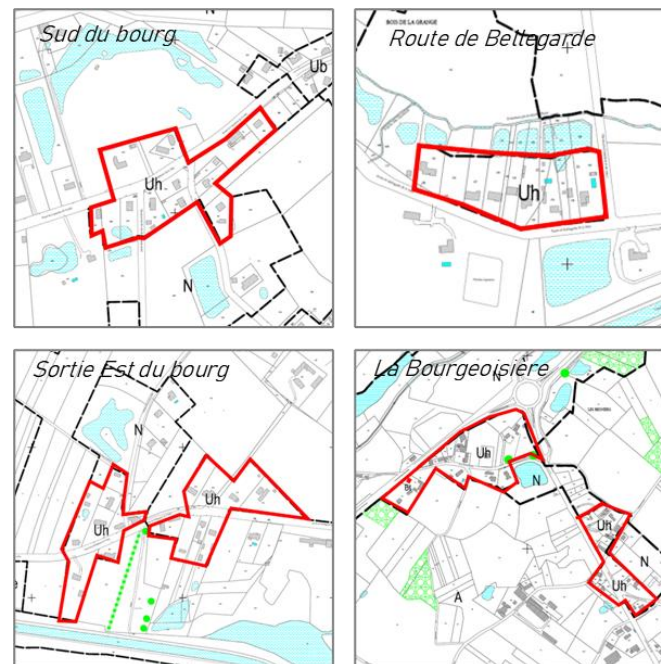 Sud du bourg
Ub
Uh
N
BOIS DE LA GRANGE
Route de Bellegarde
Uh
Sortie Est du bourg
N
Uh
Uh
La Bourgeoisière
N
Uh
N
Uh
N
Uh
A